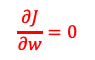 ∂J/∂w = 0